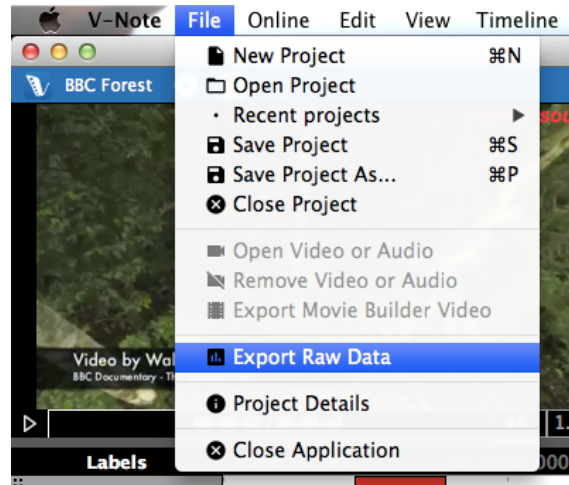 V-Note File Online Edit View Timeline
BBC Forest
New Project ⌘N
Open Project
Recent projects
Save Project ⌘S
Save Project As... ⌘P
Close Project
Open Video or Audio
Remove Video or Audio
Export Movie Builder Video
Export Raw Data
Video by Wal
BBC Documentary - Th
Project Details
1.
Close Application
Labels